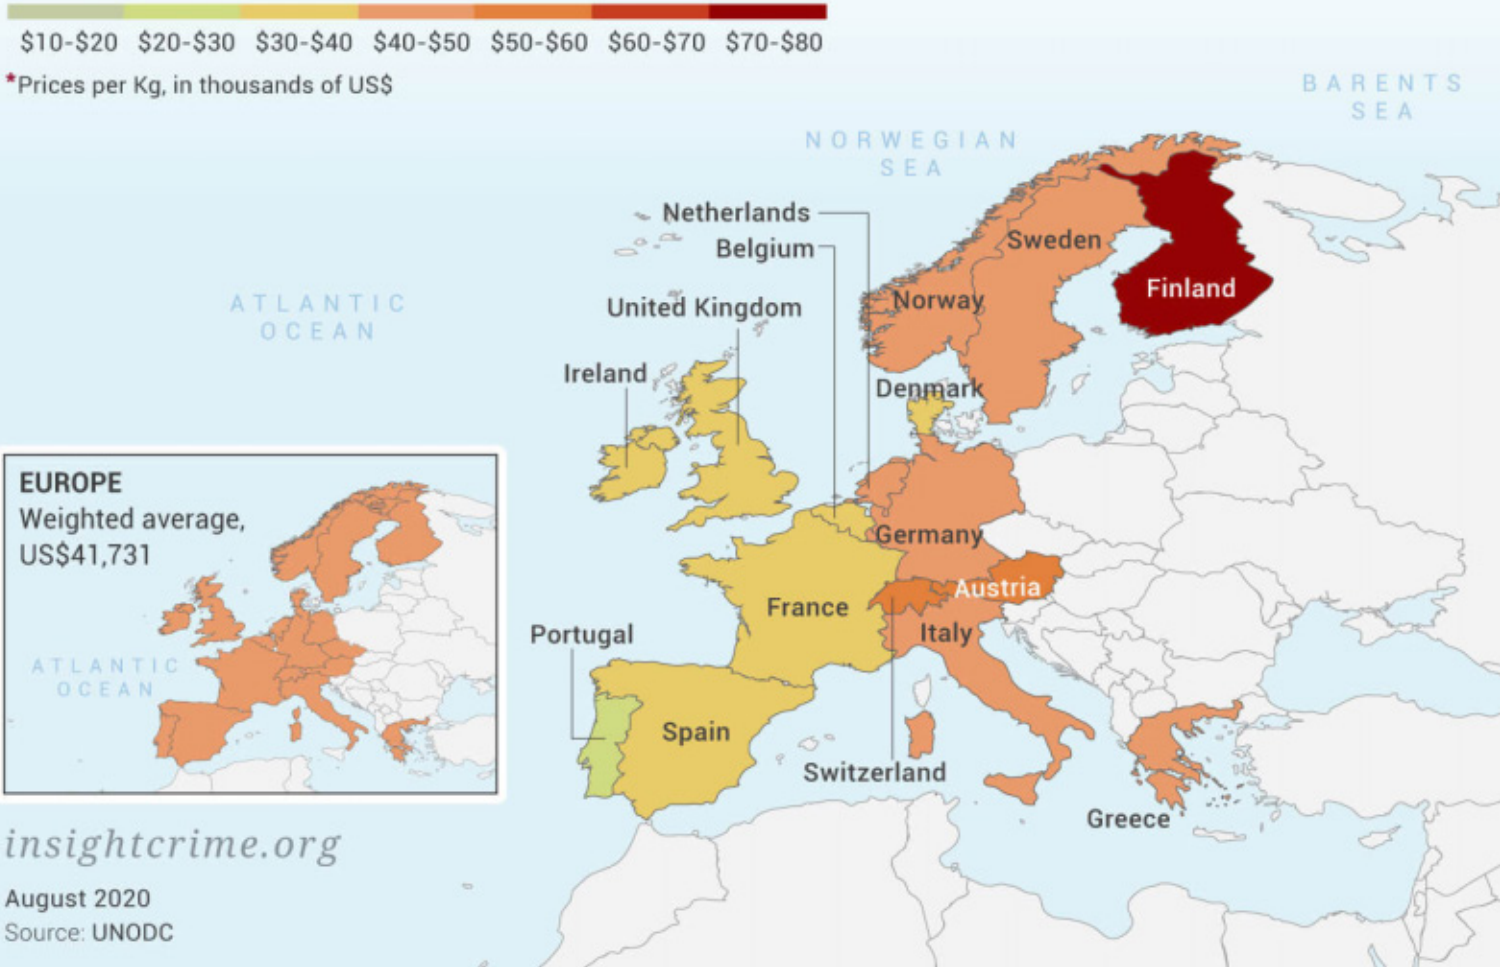 $10-$20 $20-$30 $30-$40 $40-$50 $50-$60 $60-$70 $70-$80
*Prices per Kg, in thousands of US$
BARENTS
SEA
NORWEGIAN
SEA
Netherlands
Belgium
Sweden
Finland
ATLANTIC
OCEAN
United Kingdom
Norway
Ireland
Denmark
EUROPE
Weighted average,
US$41,731
ATLANTIC
OCEAN
Germany
Austria
France
Italy
Portugal
Spain
Switzerland
Greece
insightcrime.org
August 2020
Source: UNODC